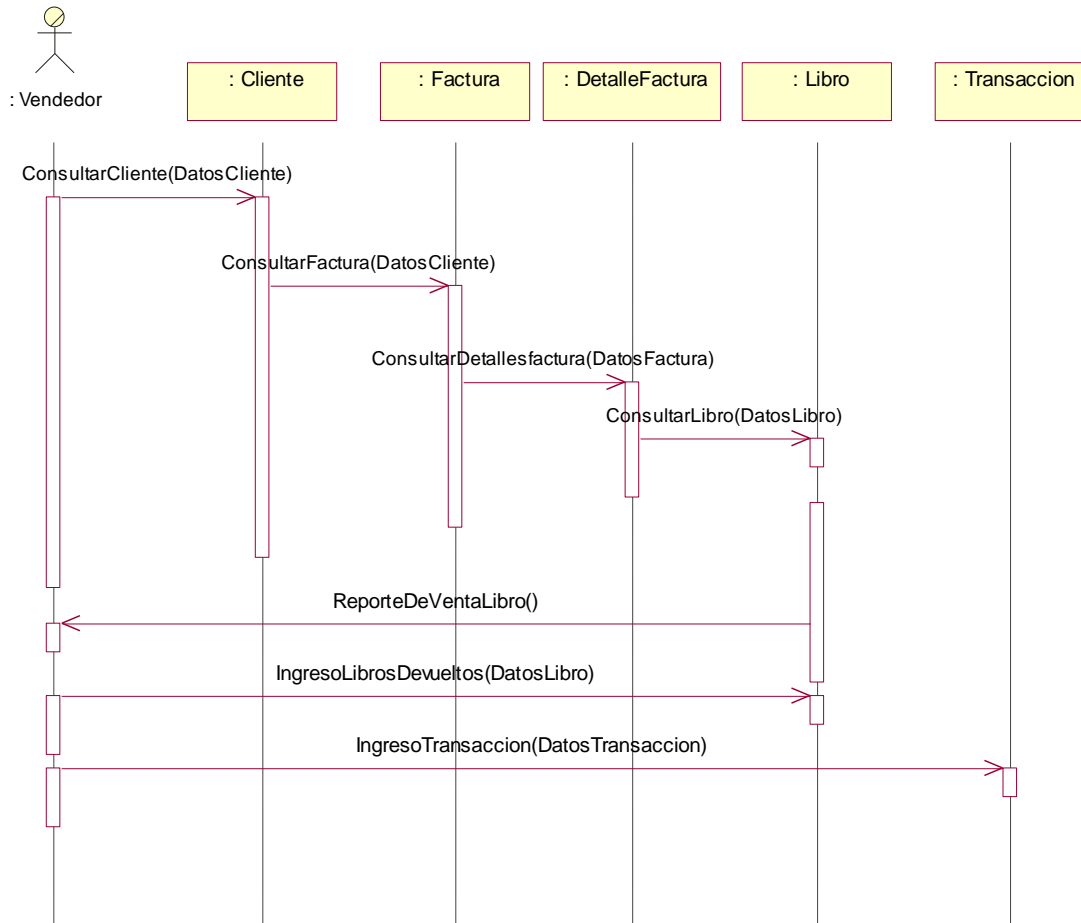 : Vendedor
: Cliente
: Factura
: DetalleFactura
: Libro
: Transaccion
ConsultarCliente(DatosCliente)
ConsultarFactura(DatosCliente)
ConsultarDetallesfactura(DatosFactura)
ConsultarLibro(DatosLibro)
ReporteDeVentaLibro()
IngresoLibrosDevueltos(DatosLibro)
IngresoTransaccion(DatosTransaccion)